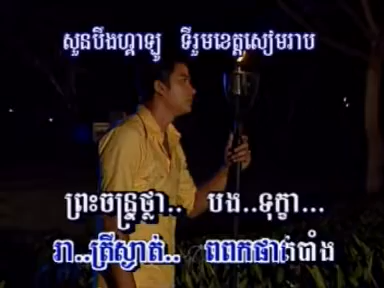 សួនបឹងហ្គាឡូ ទីរួមខេត្តសៀមរាប
ព្រះចន្ទ្រថ្លា.. បង..ទុក្ខា...
រា..ត្រីស្ងាត់.. ពពកផាត់បាំង